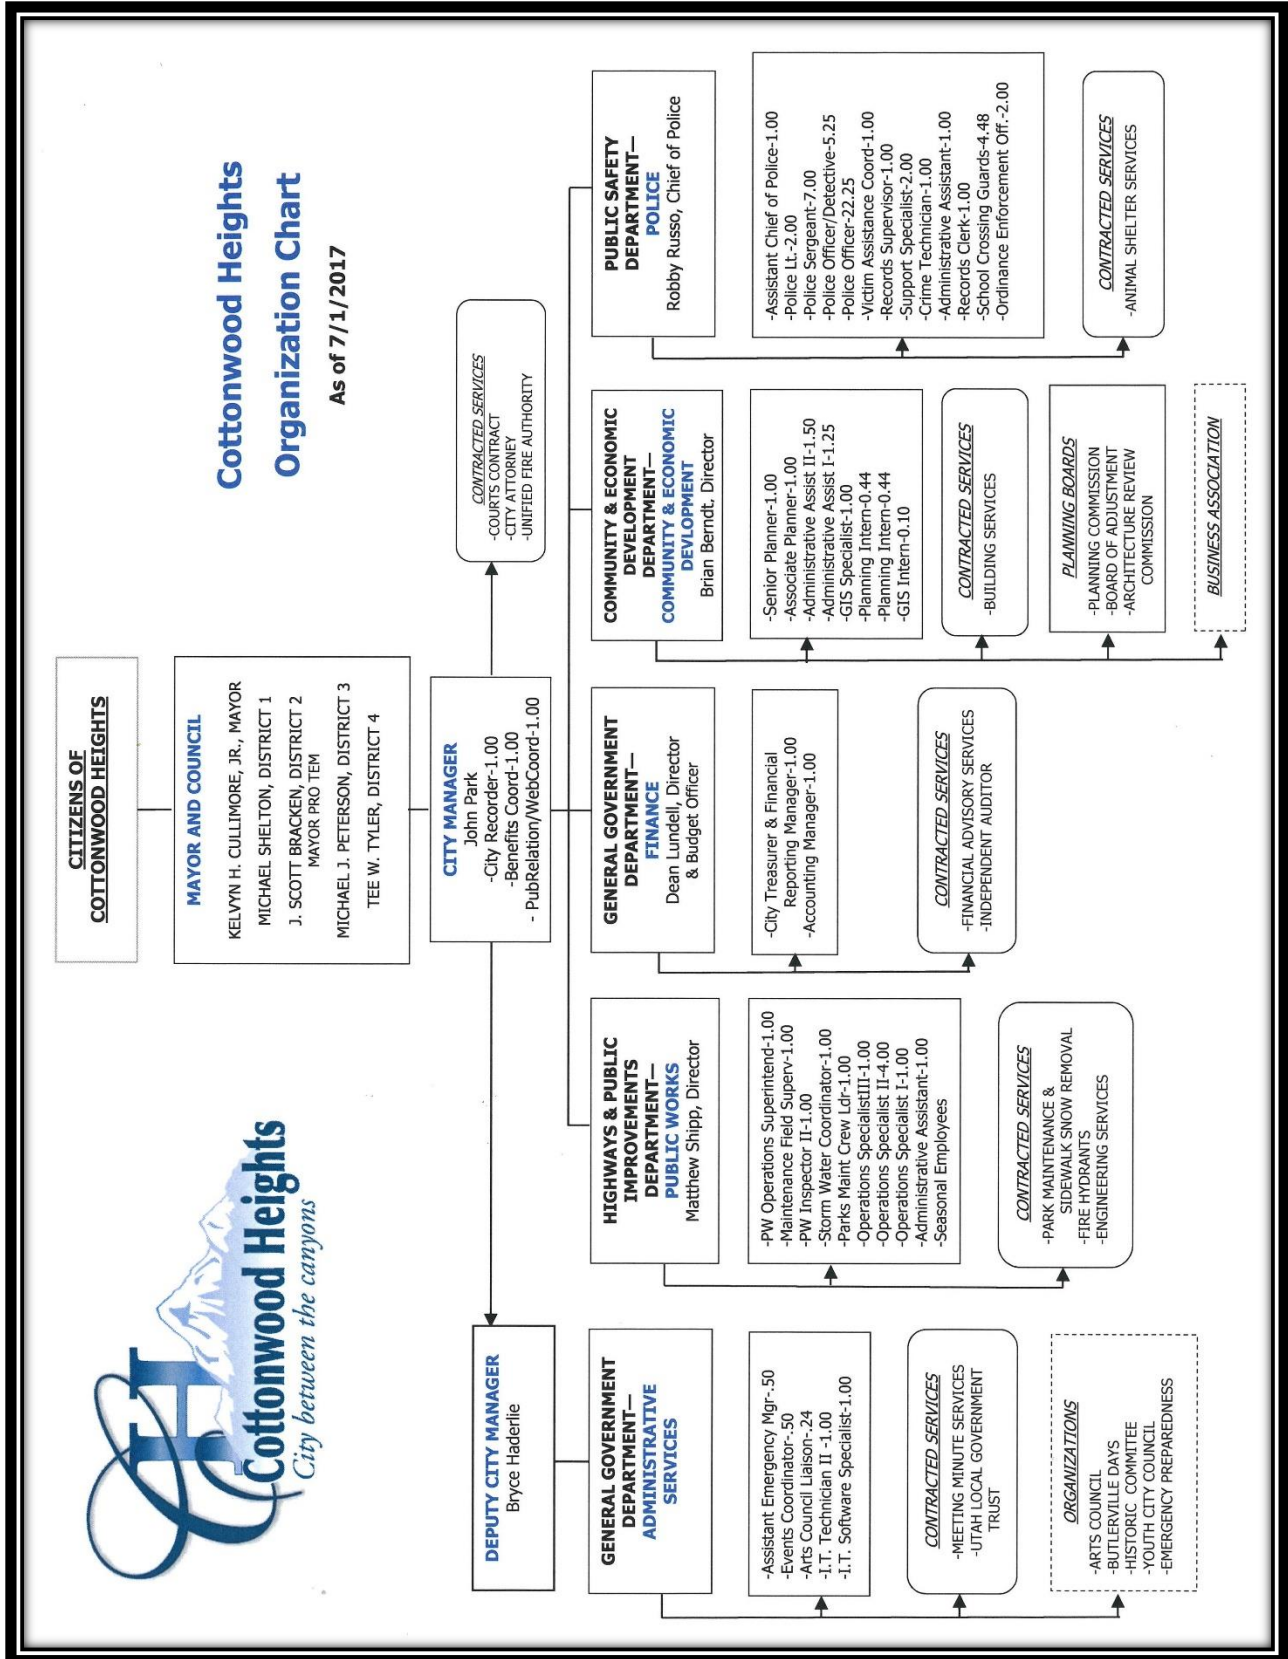 Cottonwood Heights
City between the canyons
Cottonwood Heights
Organization Chart
As of 7/1/2017
CITIZENS OF
COTTONWOOD HEIGHTS
MAYOR AND COUNCIL
KELVYN H. CULLIMORE, JR., MAYOR
MICHAEL SHELTON, DISTRICT 1
J. SCOTT BRACKEN, DISTRICT 2
MAYOR PRO TEM
MICHAEL J. PETERSON, DISTRICT 3
TEE W. TYLER, DISTRICT 4
CITY MANAGER
John Park
-City Recorder-1.00
-Benefits Coord-1.00
- PubRelation/WebCoord-1.00
CONTRACTED SERVICES
-COURTS CONTRACT
-CITY ATTORNEY
-UNIFIED FIRE AUTHORITY
DEPUTY CITY MANAGER
Bryce Haderlie
GENERAL GOVERNMENT
DEPARTMENT—
ADMINISTRATIVE
SERVICES
-Assistant Emergency Mgr-.50
-Events Coordinator-.50
-Arts Council Liaison-.24
-I.T. Technician II -1.00
-I.T. Software Specialist-1.00
CONTRACTED SERVICES
-MEETING MINUTE SERVICES
-UTAH LOCAL GOVERNMENT
TRUST
ORGANIZATIONS
-ARTS COUNCIL
-BUTLERVILLE DAYS
-HISTORIC COMMITEE
-YOUTH CITY COUNCIL
-EMERGENCY PREPAREDNESS
HIGHWAYS & PUBLIC
IMPROVEMENTS
DEPARTMENT—
PUBLIC WORKS
Matthew Shipp, Director
-PW Operations Superintend-1.00
-Maintenance Field Superv-1.00
-PW Inspector II-1.00
-Storm Water Coordinator-1.00
-Parks Maint Crew Ldr-1.00
-Operations SpecialistIII-1.00
-Operations Specialist II-4.00
-Operations Specialist I-1.00
-Administrative Assistant-1.00
-Seasonal Employees
CONTRACTED SERVICES
-PARK MAINTENANCE &
SIDEWALK SNOW REMOVAL
-FIRE HYDRANTS
-ENGINEERING SERVICES
GENERAL GOVERNMENT
DEPARTMENT—
FINANCE
Dean Lundell, Director
& Budget Officer
-City Treasurer & Financial
Reporting Manager-1.00
-Accounting Manager-1.00
CONTRACTED SERVICES
-FINANCIAL ADVISORY SERVICES
-INDEPENDENT AUDITOR
COMMUNITY & ECONOMIC
DEVELOPMENT
DEPARTMENT—
COMMUNITY & ECONOMIC
DEVLOPMENT
Brian Berndt, Director
-Senior Planner-1.00
-Associate Planner-1.00
-Administrative Assist II-1.50
-Administrative Assist I-1.25
-GIS Specialist-1.00
-Planning Intern-0.44
-Planning Intern-0.44
-GIS Intern-0.10
CONTRACTED SERVICES
-BUILDING SERVICES
PLANNING BOARDS
-PLANNING COMMISSION
-BOARD OF ADJUSTMENT
-ARCHITECTURE REVIEW
COMMISSION
BUSINESS ASSOCIATION
PUBLIC SAFETY
DEPARTMENT—
POLICE
Robby Russo, Chief of Police
-Assistant Chief of Police-1.00
-Police Lt.-2.00
-Police Sergeant-7.00
-Police Officer/Detective-5.25
-Police Officer-22.25
-Victim Assistance Coord-1.00
-Records Supervisor-1.00
-Support Specialist-2.00
-Crime Technician-1.00
-Administrative Assistant-1.00
-Records Clerk-1.00
-School Crossing Guards-4.48
-Ordinance Enforcement Off.-2.00
CONTRACTED SERVICES
-ANIMAL SHELTER SERVICES